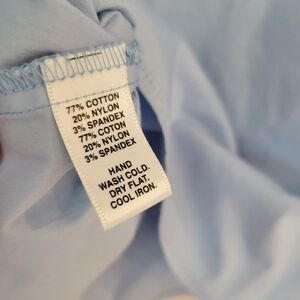 77% COTTON
20% NYLON
3% SPANDEX
77% COTON
20% NYLON
3% SPANDEX
HAND
WASH COLD.
DRY FLAT.
COOL IRON.